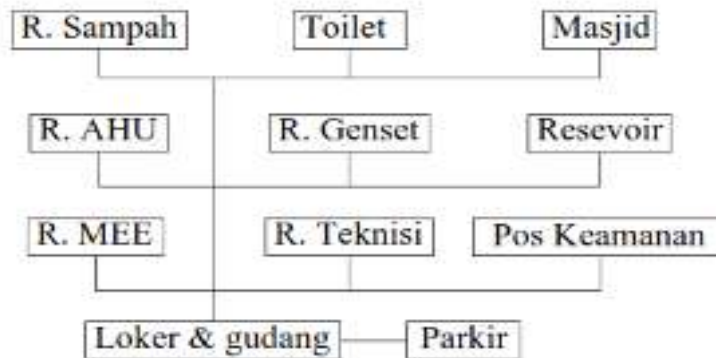 R. Sampah Toilet Masjid
R. AHU R. Genset Resevoir
R. MEE R. Teknisi Pos Keamanan
Loker & gudang Parkir